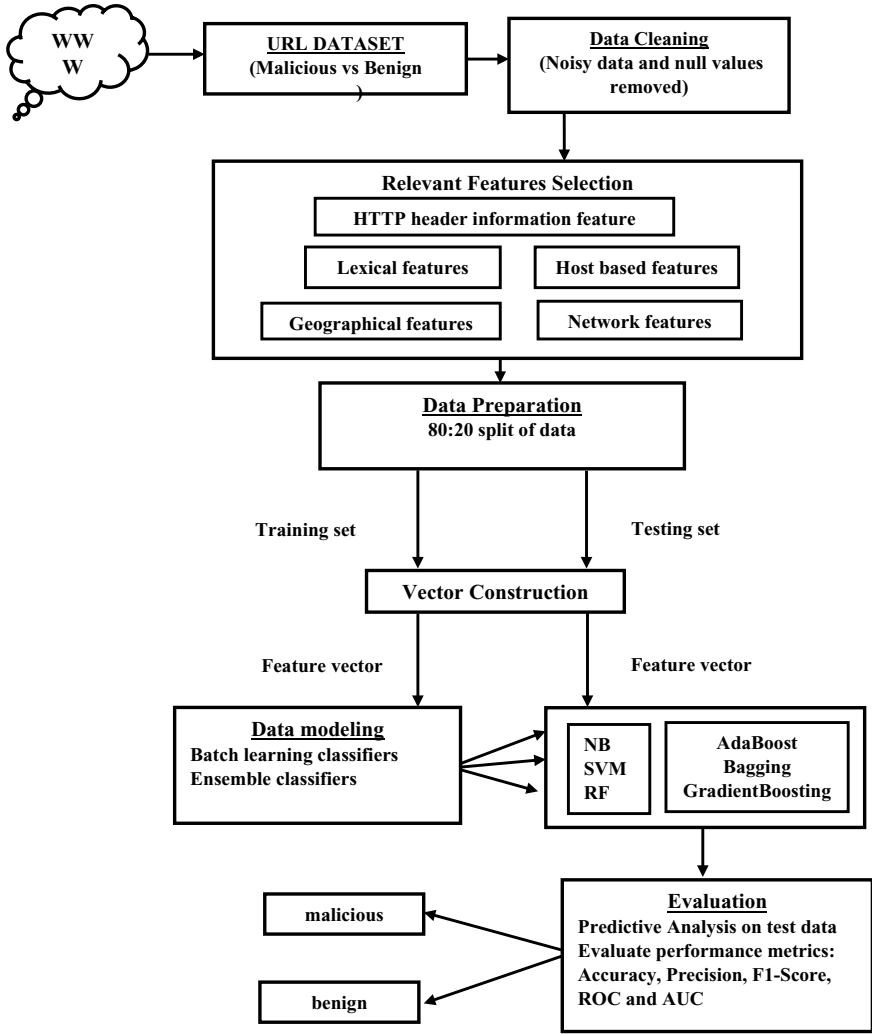 WW
W
URL DATASET
(Malicious vs Benign
)
Data Cleaning
(Noisy data and null values
removed)
Relevant Features Selection
HTTP header information feature
Lexical features
Host based features
Geographical features
Network features
Data Preparation
80:20 split of data
Training set
Testing set
Vector Construction
Feature vector
Feature vector
Data modeling
Batch learning classifiers
Ensemble classifiers
NB
SVM
RF
AdaBoost
Bagging
GradientBoosting
Evaluation
Predictive Analysis on test data
Evaluate performance metrics:
Accuracy, Precision, F1-Score,
ROC and AUC
malicious
benign